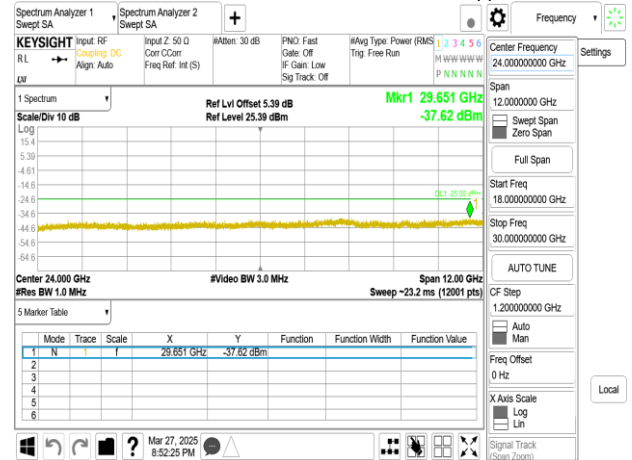 Spectrum Analyzer 1
Swept SA
Spectrum Analyzer 2
Swept SA
+
Frequency
KEYSIGHT
RL
LXI
Input: RF
Coupling: DC
Align: Auto
Input Z: 50 Ω
Corr CCorr
Freq Ref: Int (S)
#Atten: 30 dB
PNO: Fast
Gate: Off
IF Gain: Low
Sig Track: Off
#Avg Type: Power (RMS
Trig: Free Run
1 2 3 4 5 6
M W W W W W
P N N N N N
Center Frequency
24.000000000 GHz
Settings
Span
12.0000000 GHz
Swept Span
Zero Span
Full Span
Start Freq
18.000000000 GHz
Stop Freq
30.000000000 GHz
AUTO TUNE
CF Step
1.200000000 GHz
Auto
Man
Freq Offset
0 Hz
X Axis Scale
Log
Lin
Local
Signal Track
(Span Zoom)
1 Spectrum
Scale/Div 10 dB
Ref Lvl Offset 5.39 dB
Ref Level 25.39 dBm
Mkr1 29.651 GHz
-37.62 dBm
Log
15.4
5.39
-4.61
-14.6
-24.6
-34.6
-44.6
-54.6
-64.6
DL1 -25.00 dBm
1
Center 24.000 GHz
#Res BW 1.0 MHz
#Video BW 3.0 MHz
Span 12.00 GHz
Sweep ~23.2 ms (12001 pts)
5 Marker Table
Mode Trace Scale X Y Function Function Width Function Value
1 N 1 f 29.651 GHz -37.62 dBm
2
3
4
5
6
?
Mar 27, 2025
8:52:25 PM